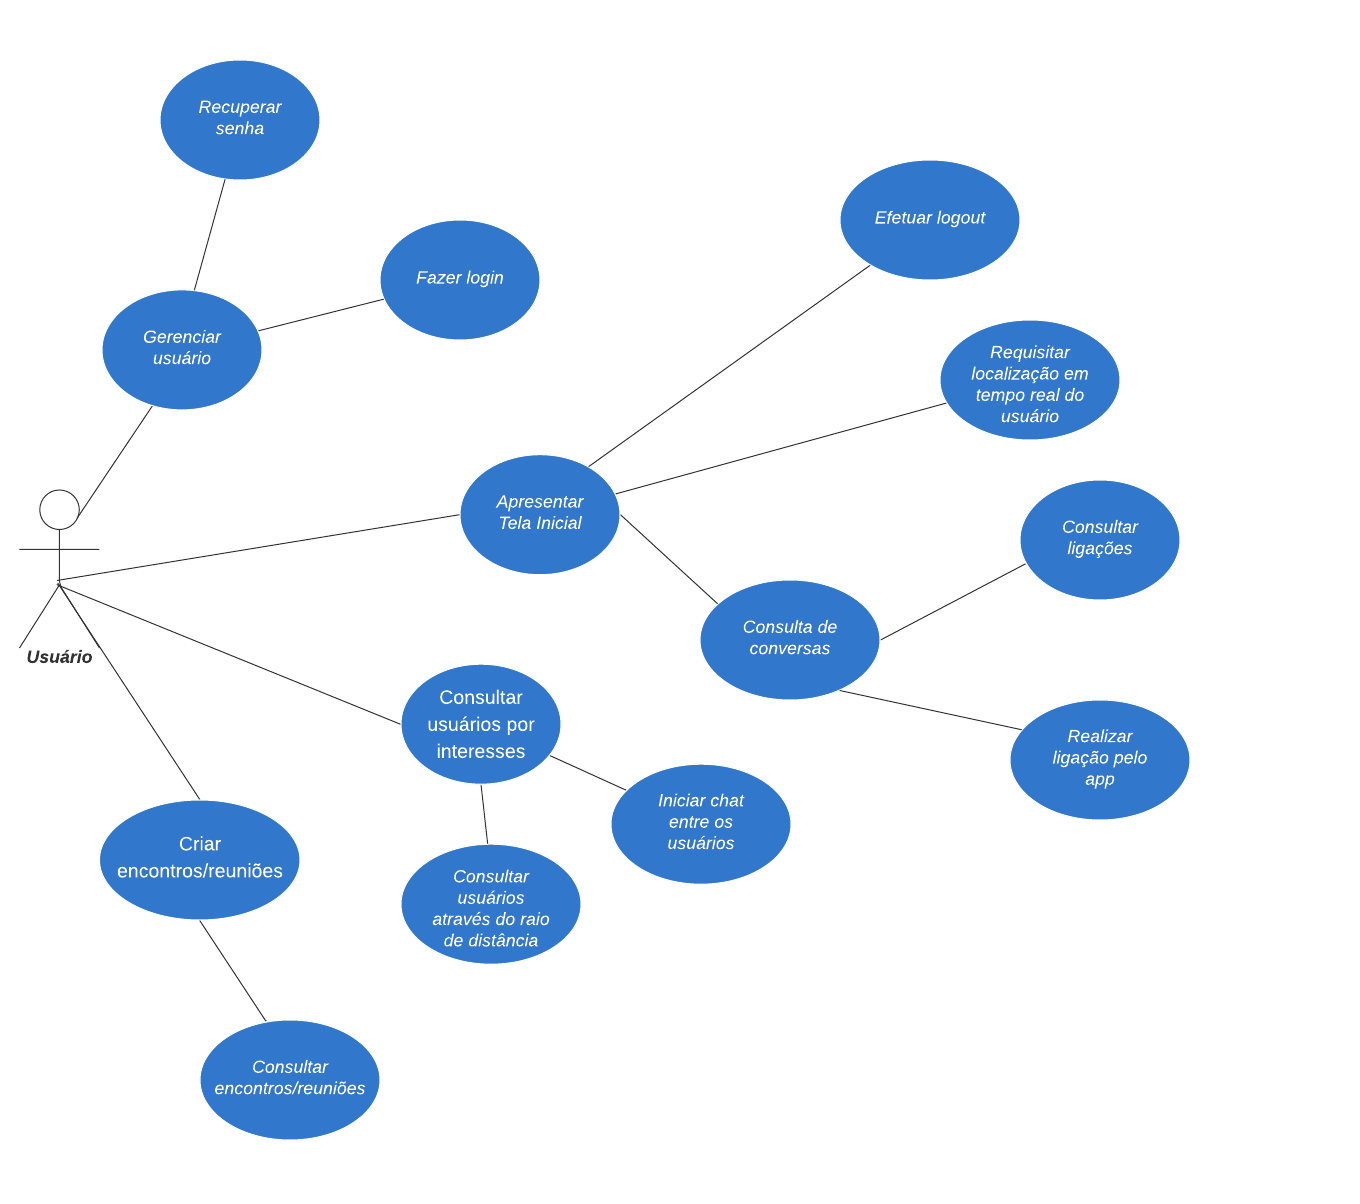 Recuperar
senha
Efetuar logout
Fazer login
Gerenciar
usuário
Requisitar
localização em
tempo real do
usuário
Apresentar
Tela Inicial
Consultar
ligações
Consulta de
conversas
Usuário
Consultar
usuários por
interesses
Realizar
ligação pelo
app
Iniciar chat
entre os
usuários
Criar
encontros/reuniões
Consultar
usuários
através do raio
de distância
Consultar
encontros/reuniões